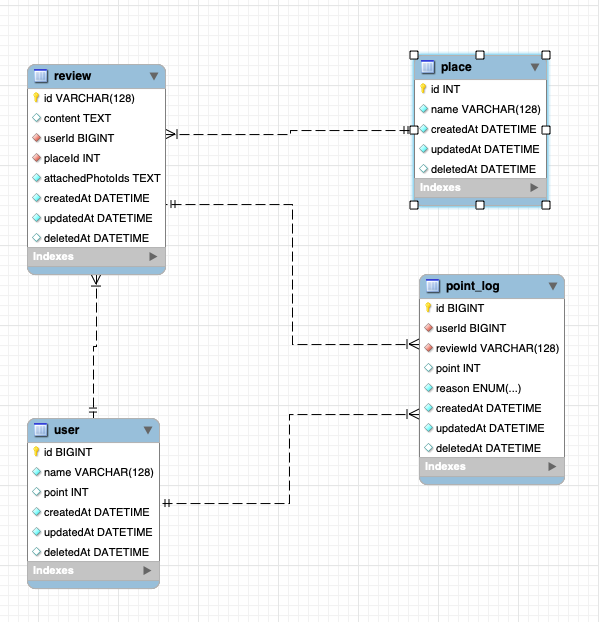 review
id VARCHAR(128)
content TEXT
userId BIGINT
placeId INT
attachedPhotoIds TEXT
createdAt DATETIME
updatedAt DATETIME
deletedAt DATETIME
Indexes
place
id INT
name VARCHAR(128)
createdAt DATETIME
updatedAt DATETIME
deletedAt DATETIME
Indexes
point_log
id BIGINT
userId BIGINT
reviewId VARCHAR(128)
point INT
reason ENUM(...)
createdAt DATETIME
updatedAt DATETIME
deletedAt DATETIME
Indexes
user
id BIGINT
name VARCHAR(128)
point INT
createdAt DATETIME
updatedAt DATETIME
deletedAt DATETIME
Indexes